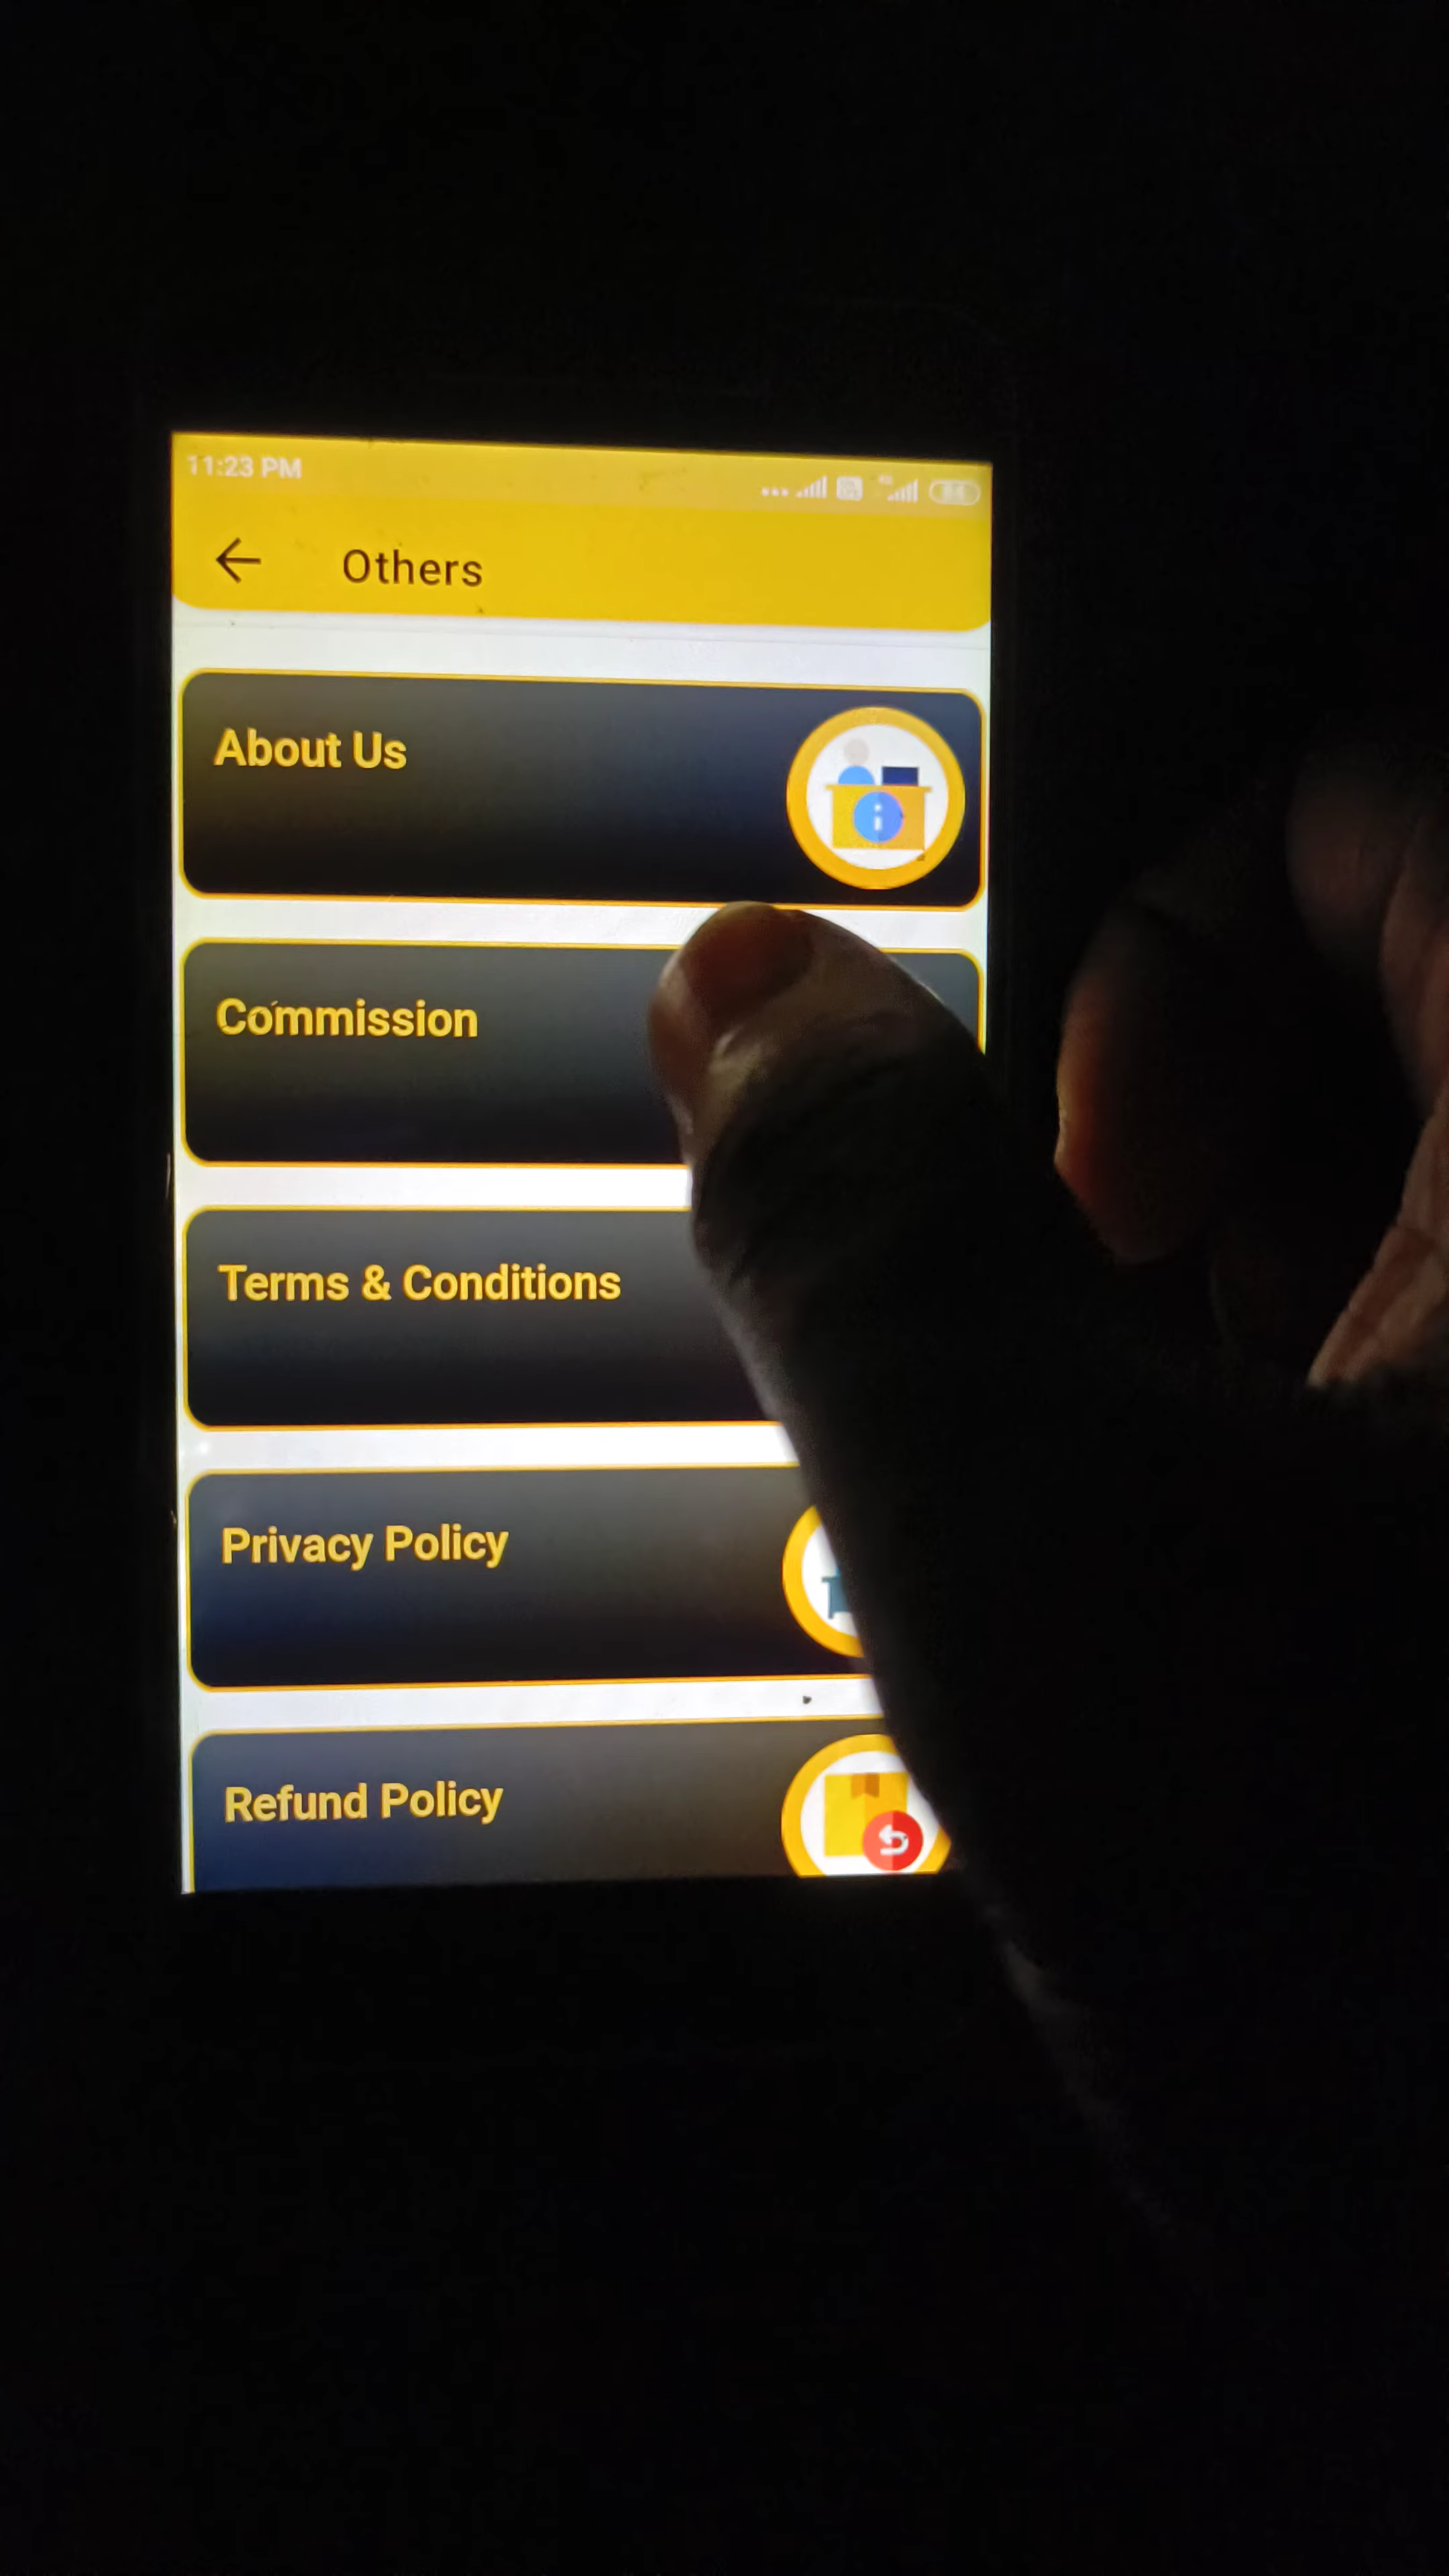 11:23 PM
Others
About Us
Commission
Terms & Conditions
Privacy Policy
Refund Policy